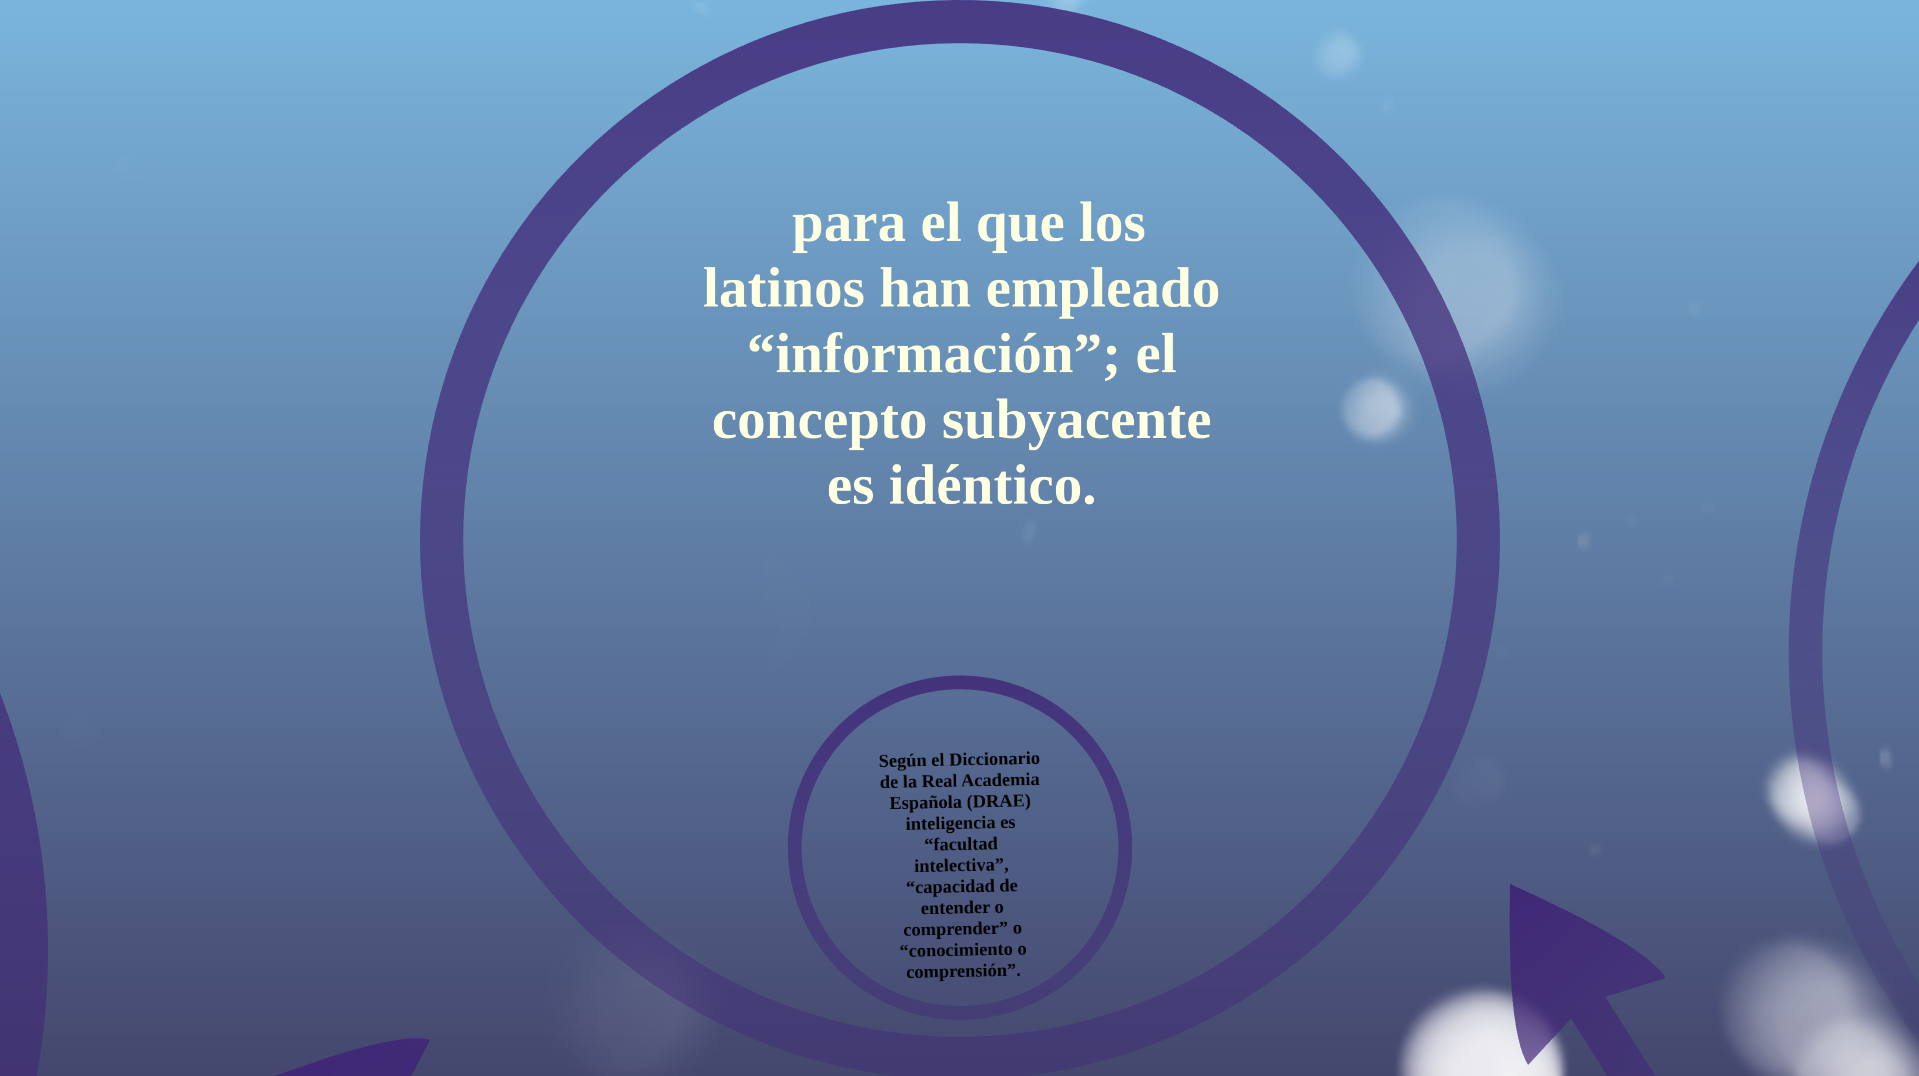 para el que los
latinos han empleado
“información”; el
concepto subyacente
es idéntico.
Según el Diccionario
de la Real Academia
Española (DRAE)
inteligencia es
“facultad
intelectiva”,
“capacidad de
entender o
comprender” o
“conocimiento o
comprensión”.